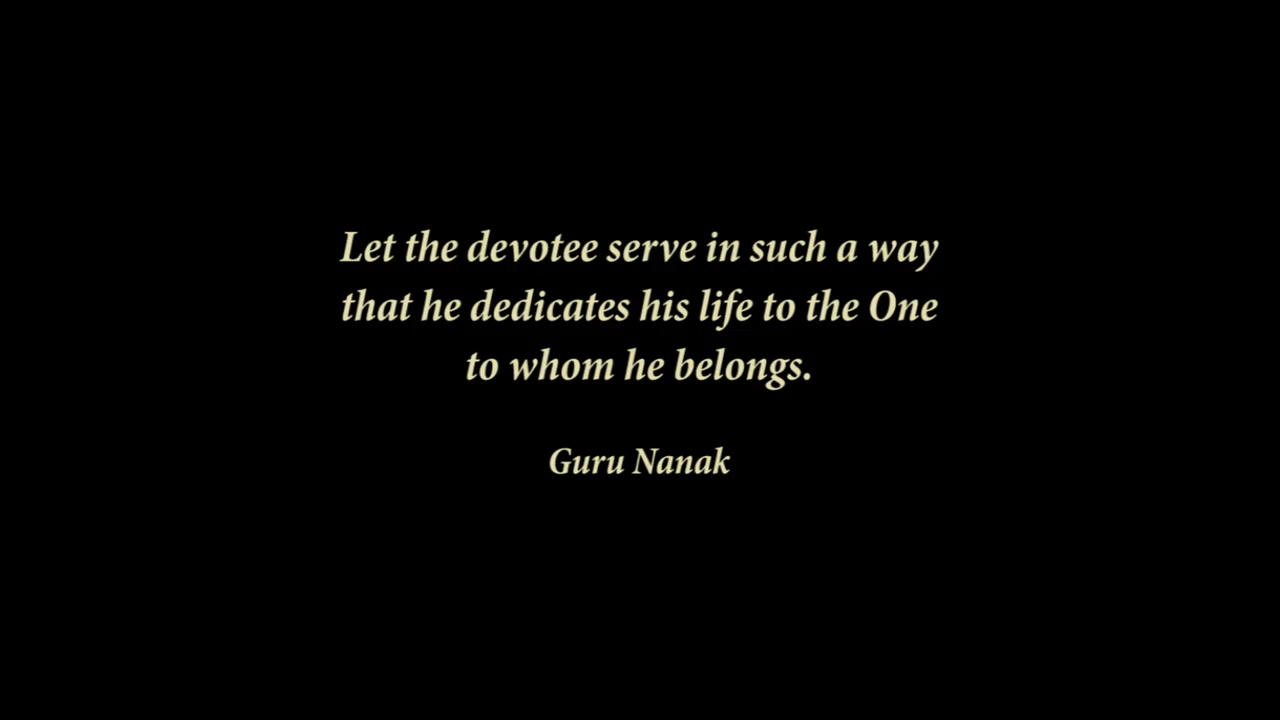 Let the devotee serve in such a way
that he dedicates his life to the One
to whom he belongs.
Guru Nanak